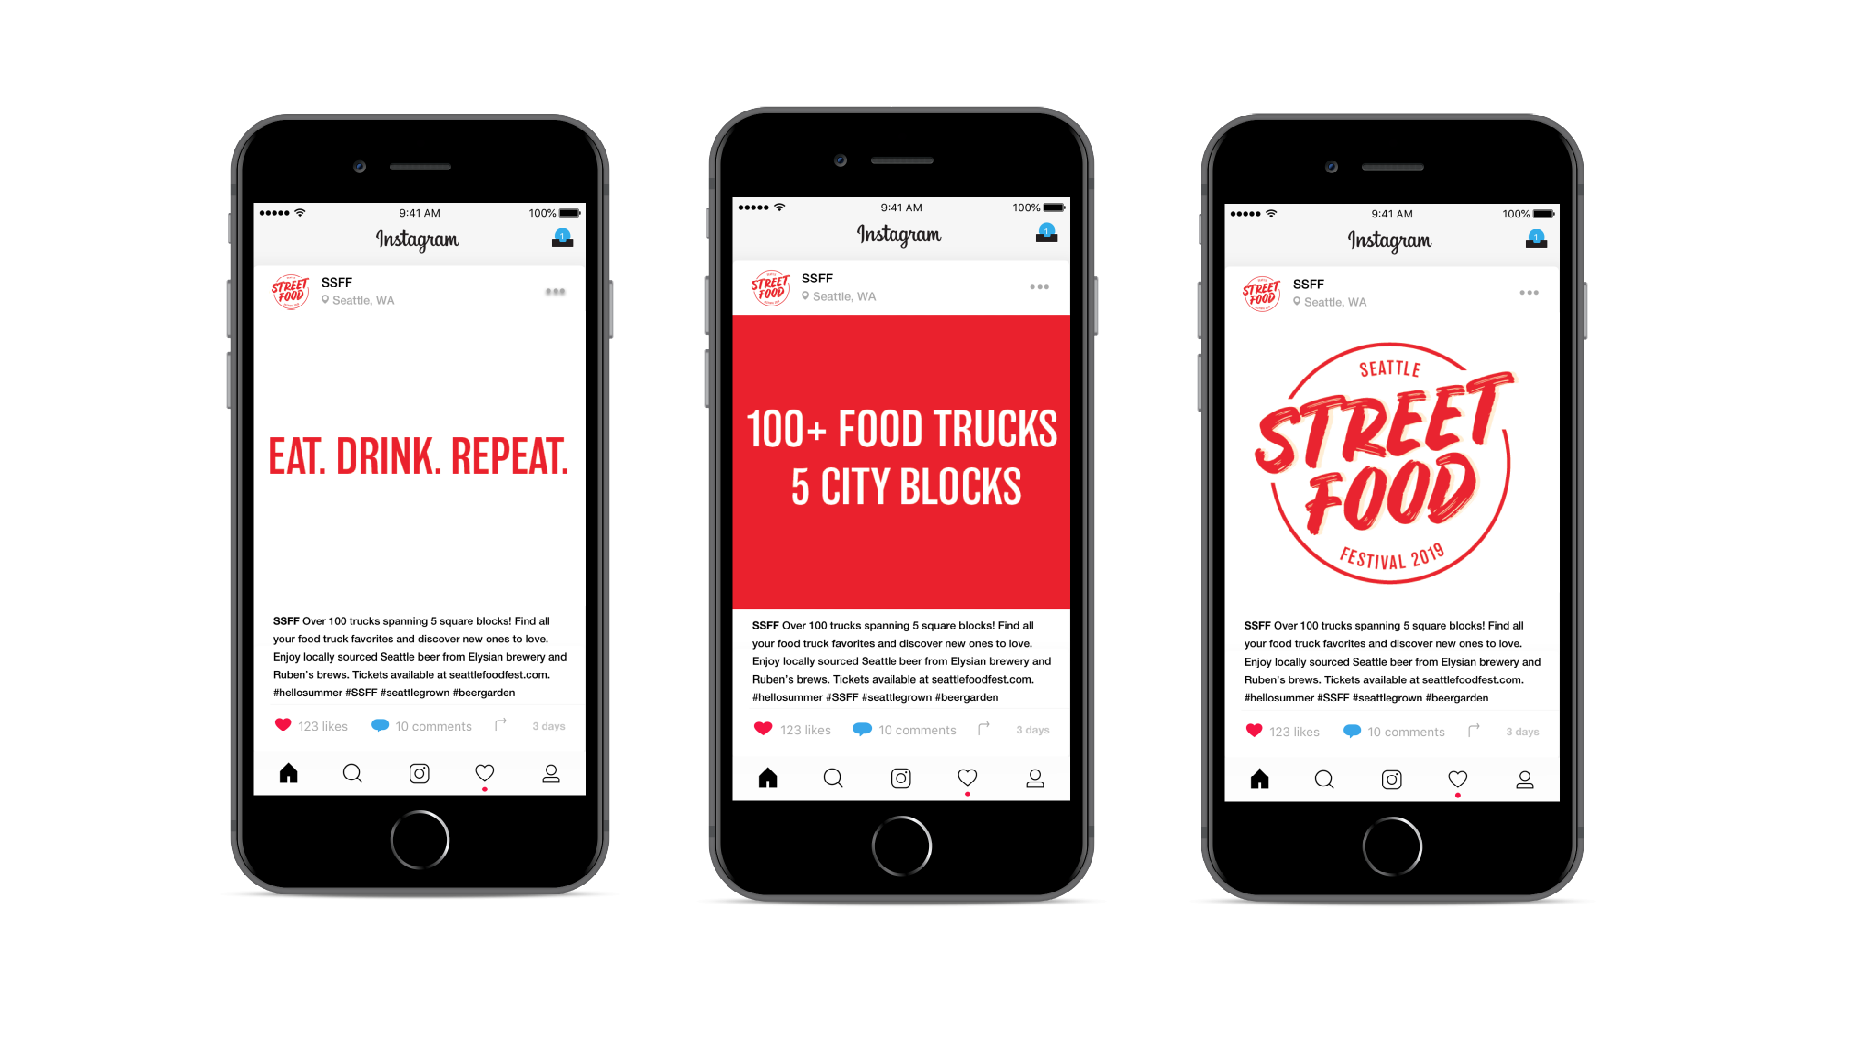 9:41 AM 100%
Instagram
1
STREET
FOOD
SSFF
Seattle, WA
EAT. DRINK. REPEAT.
SSFF Over 100 trucks spanning 5 square blocks! Find all
your food truck favorites and discover new ones to love.
Enjoy locally sourced Seattle beer from Elysian brewery and
Ruben's brews. Tickets available at seattlefoodfest.com.
#hellosummer #SSFF #seattlegrown #beergarden
123 likes 10 comments 3 days
9:41 AM 100%
Instagram
1
STREET
FOOD
SSFF
Seattle, WA
100+ FOOD TRUCKS
5 CITY BLOCKS
SSFF Over 100 trucks spanning 5 square blocks! Find all
your food truck favorites and discover new ones to love.
Enjoy locally sourced Seattle beer from Elysian brewery and
Ruben's brews. Tickets available at seattlefoodfest.com.
#hellosummer #SSFF #seattlegrown #beergarden
123 likes 10 comments 3 days
9:41 AM 100%
Instagram
1
STREET
FOOD
SSFF
Seattle, WA
SEATTLE
STREET
FOOD
FESTIVAL 2019
SSFF Over 100 trucks spanning 5 square blocks! Find all
your food truck favorites and discover new ones to love.
Enjoy locally sourced Seattle beer from Elysian brewery and
Ruben's brews. Tickets available at seattlefoodfest.com.
#hellosummer #SSFF #seattlegrown #beergarden
123 likes 10 comments 3 days